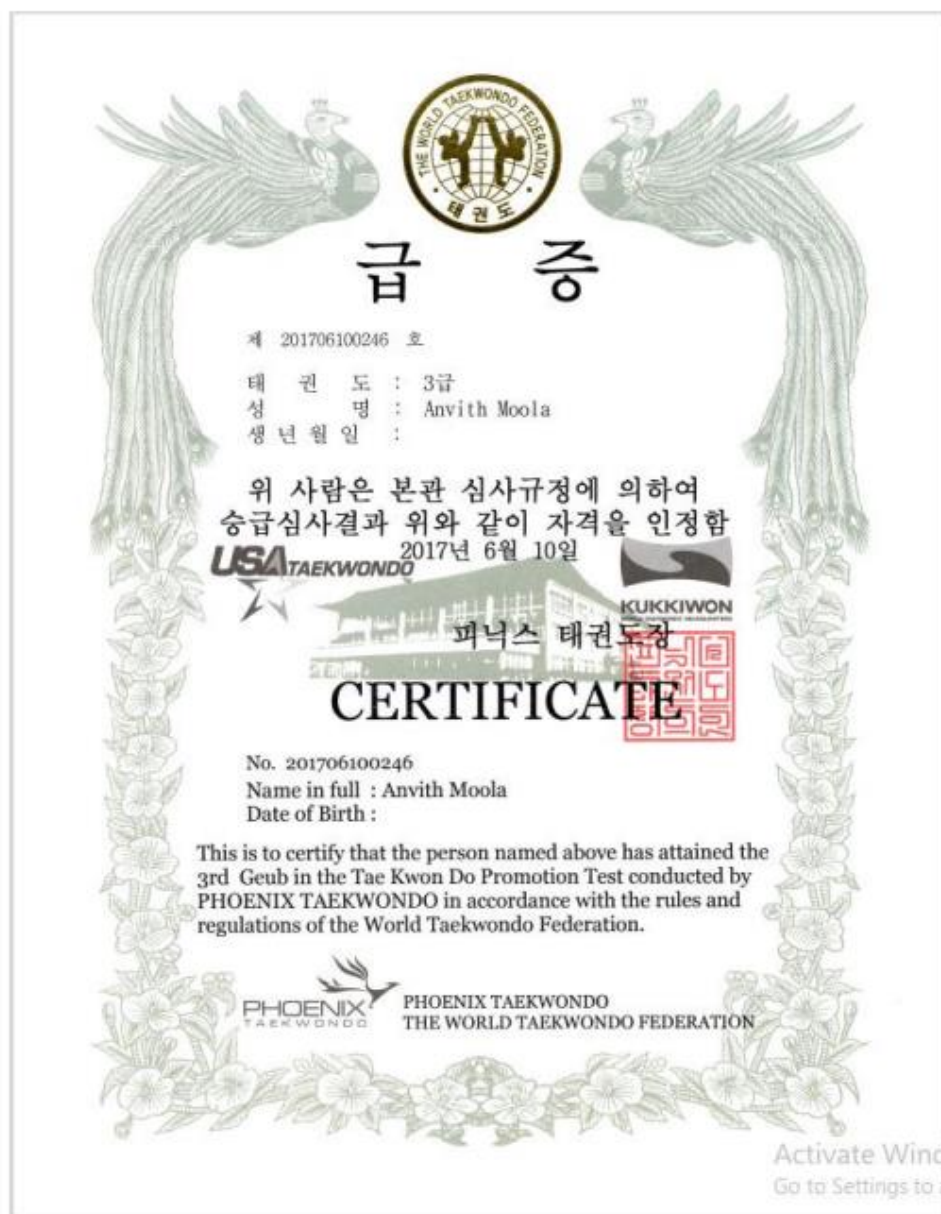 THE WORLD TAEKWONDO FEDERATION
태권도
급 증
제 201706100246 호
태 권 도 : 3급
성 명 : Anvith Moola
생년월일 :
위 사람은 본관 심사규정에 의하여
승급심사결과 위와 같이 자격을 인정함
2017년 6월 10일
USA TAEKWONDO
KUKKIWON
피닉스 태권도장
CERTIFICATE
No. 201706100246
Name in full : Anvith Moola
Date of Birth :
This is to certify that the person named above has attained the
3rd Geub in the Tae Kwon Do Promotion Test conducted by
PHOENIX TAEKWONDO in accordance with the rules and
regulations of the World Taekwondo Federation.
PHOENIX
TAEKWONDO
PHOENIX TAEKWONDO
THE WORLD TAEKWONDO FEDERATION
Activate Wind
Go to Settings to